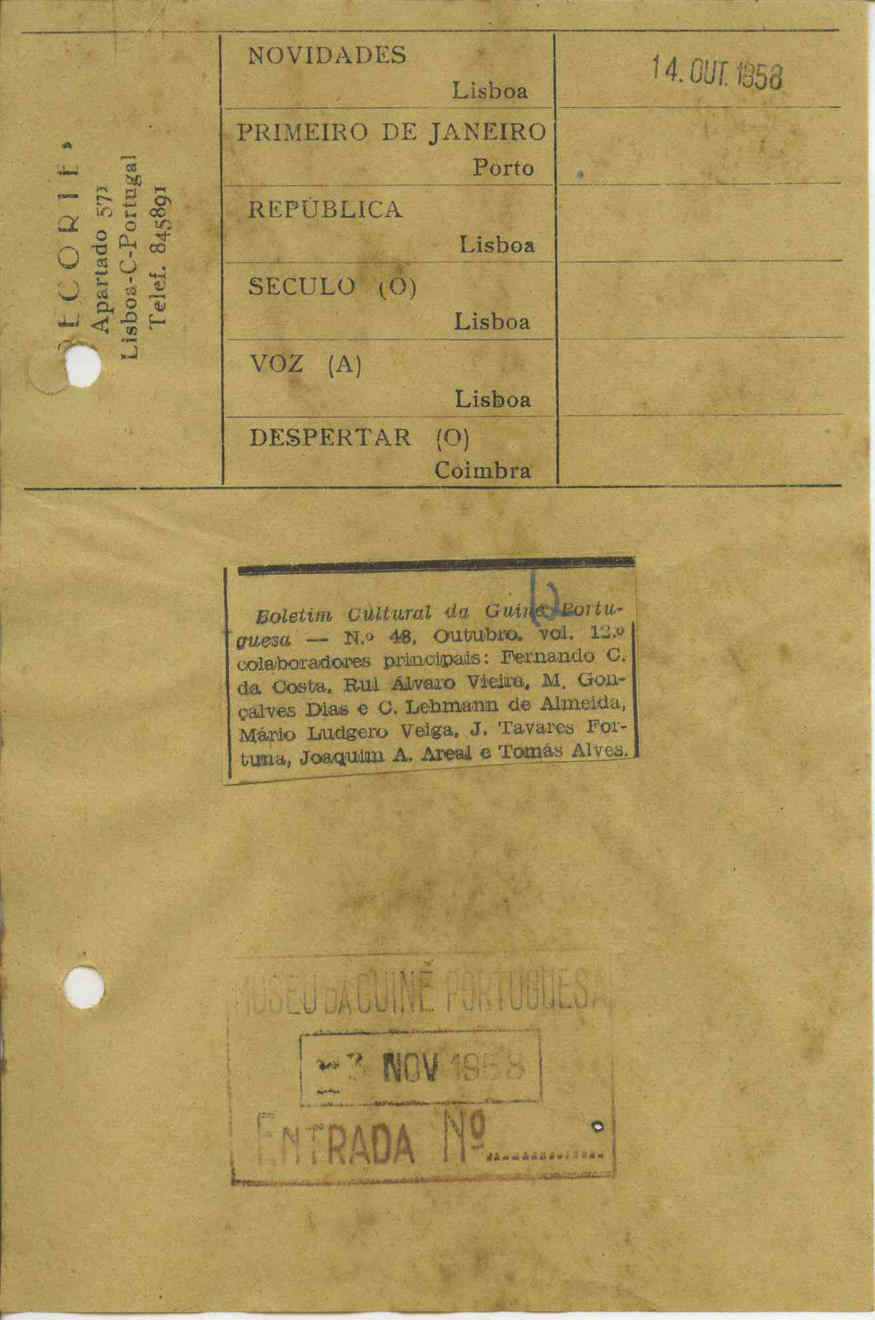 NOVIDADES
Lisboa
14. OUT. 1958
PRIMEIRO DE JANEIRO
Porto
REPÚBLICA
Lisboa
SECULO (O)
Lisboa
VOZ (A)
Lisboa
DESPERTAR (O)
Coimbra
Apartado 571
Lisboa-C-Portugal
Telef. 845891
Boletim Cultural da Guiné Portu-
guesa — N.º 48, Outubro, vol. 12.º
colaboradores principais: Fernando C.
da Costa, Rui Álvaro Vieira, M. Gon-
çalves Dias e C. Lehmann de Almeida,
Mário Ludgero Veiga, J. Tavares For-
tuna, Joaquim A. Areal e Tomás Alves.
MUSEU DA GUINÉ PORTUGUESA
3 NOV 1958
ENTRADA Nº